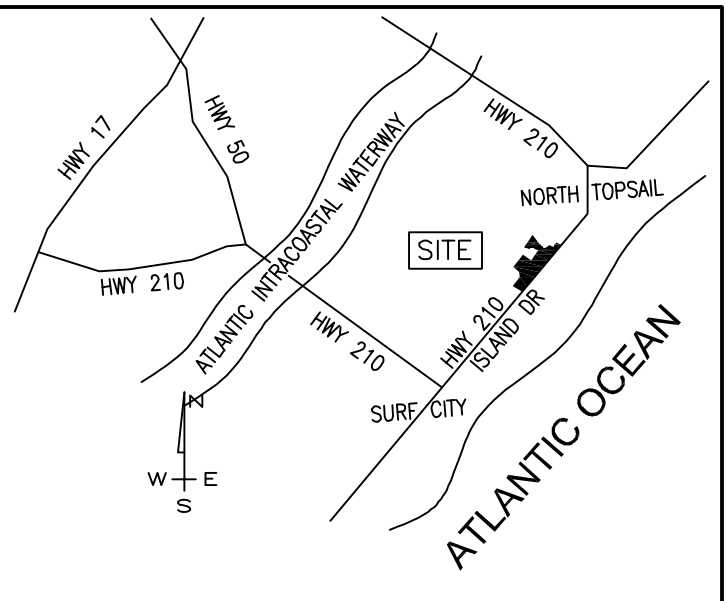 HWY 17
HWY 50
HWY 210
ATLANTIC INTRACOASTAL WATERWAY
HWY 210
NORTH TOPSAIL
SITE
HWY 210
HWY 210
ISLAND DR
SURF CITY
ATLANTIC OCEAN
N
W E
S